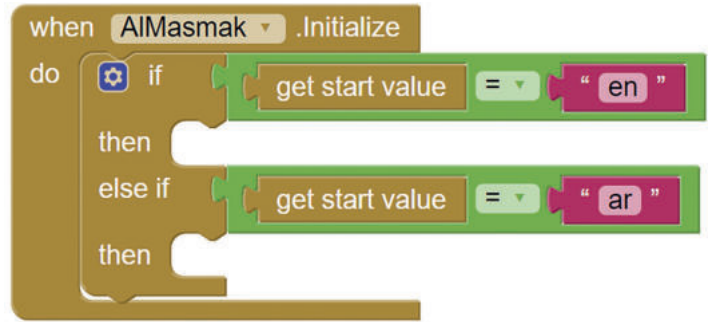 when AlMasmak .Initialize
do if get start value = “ en ”
then
else if get start value = “ ar ”
then